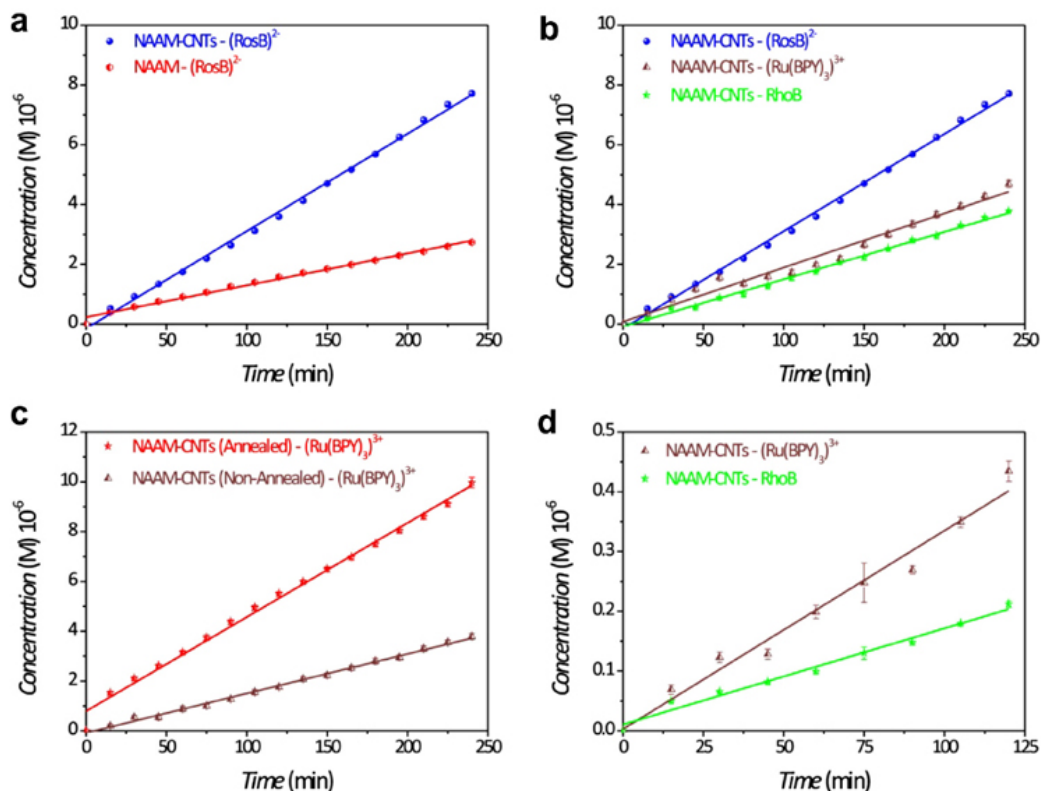 a
NAAM-CNTs - (RosB)²⁻
NAAM - (RosB)²⁻
Concentration (M) 10⁻⁶
10
8
6
4
2
0
0 50 100 150 200 250
Time (min)
b
NAAM-CNTs - (RosB)²⁻
NAAM-CNTs - (Ru(BPY)₃)³⁺
NAAM-CNTs - RhoB
Concentration (M) 10⁻⁶
10
8
6
4
2
0
0 50 100 150 200 250
Time (min)
c
NAAM-CNTs (Annealed) - (Ru(BPY)₃)³⁺
NAAM-CNTs (Non-Annealed) - (Ru(BPY)₃)³⁺
Concentration (M) 10⁻⁶
12
10
8
6
4
2
0
0 50 100 150 200 250
Time (min)
d
NAAM-CNTs - (Ru(BPY)₃)³⁺
NAAM-CNTs - RhoB
Concentration (M) 10⁻⁶
0.5
0.4
0.3
0.2
0.1
0.0
0 25 50 75 100 125
Time (min)